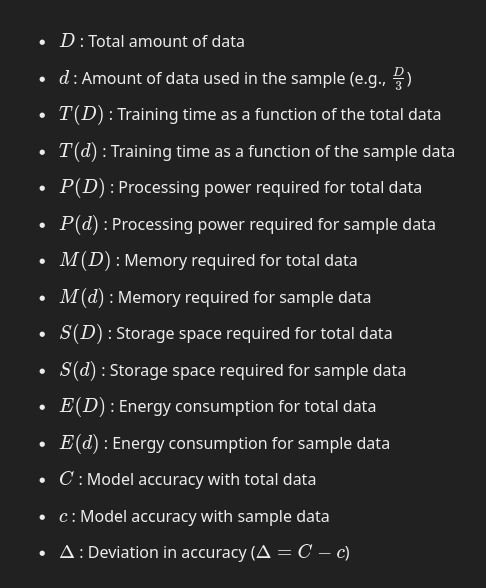 • D : Total amount of data
• d : Amount of data used in the sample (e.g., D/3)
• T(D) : Training time as a function of the total data
• T(d) : Training time as a function of the sample data
• P(D) : Processing power required for total data
• P(d) : Processing power required for sample data
• M(D) : Memory required for total data
• M(d) : Memory required for sample data
• S(D) : Storage space required for total data
• S(d) : Storage space required for sample data
• E(D) : Energy consumption for total data
• E(d) : Energy consumption for sample data
• C : Model accuracy with total data
• c : Model accuracy with sample data
• Δ : Deviation in accuracy (Δ = C − c)